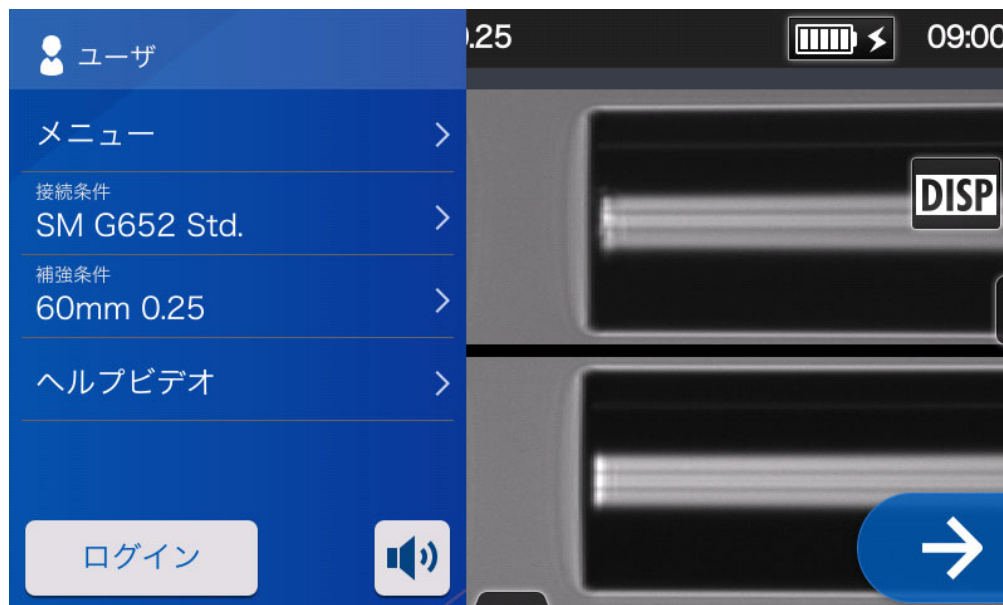 ユーザ
.25
09:00
メニュー
接続条件
SM G652 Std.
DISP
補強条件
60mm 0.25
ヘルプビデオ
ログイン